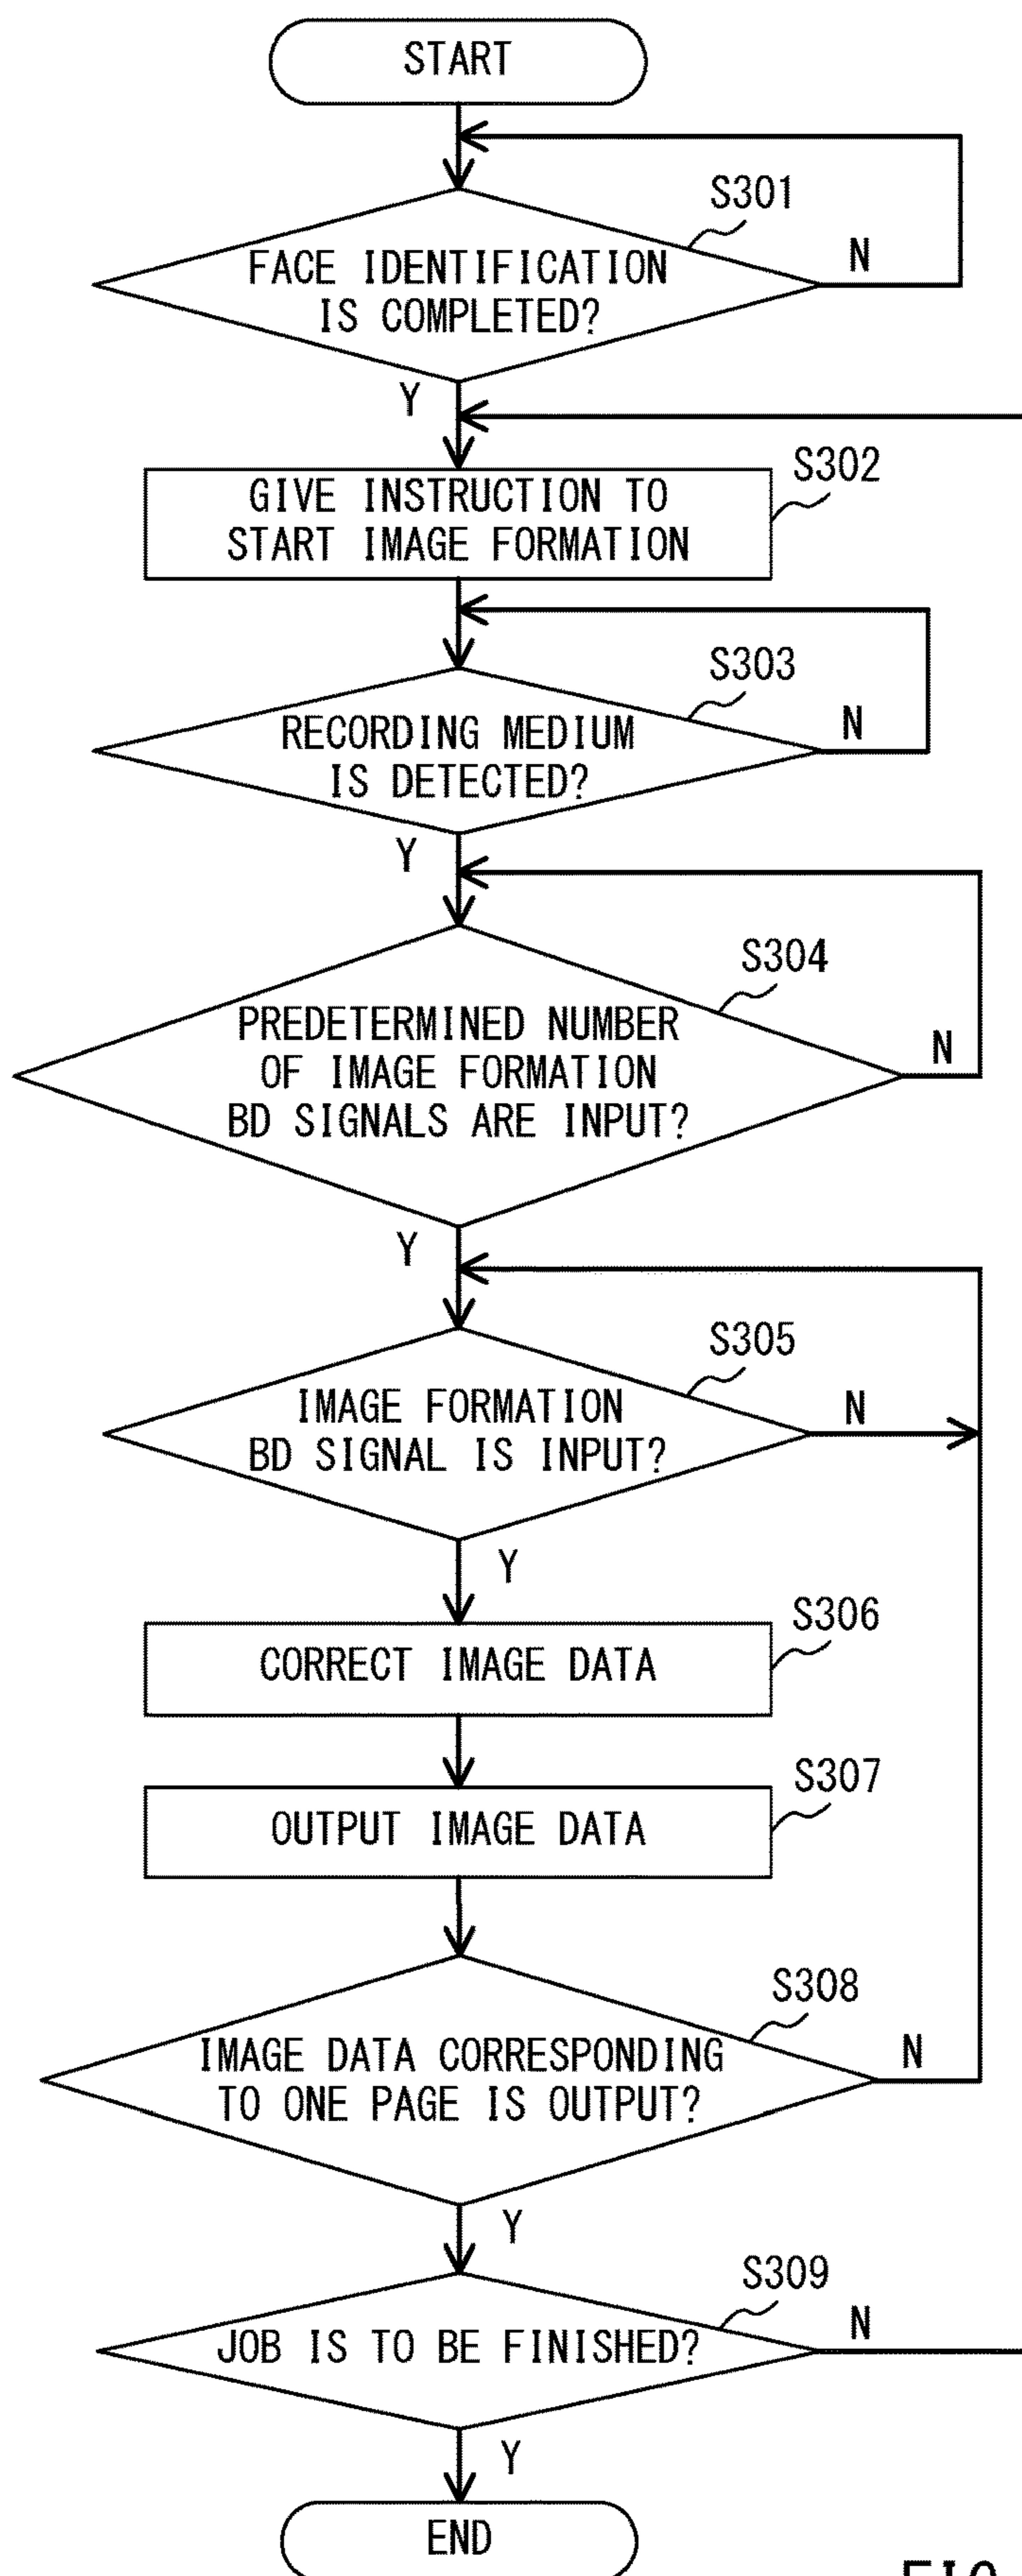 START
S301
FACE IDENTIFICATION
IS COMPLETED?
N
Y
S302
GIVE INSTRUCTION TO
START IMAGE FORMATION
S303
RECORDING MEDIUM
IS DETECTED?
N
Y
S304
PREDETERMINED NUMBER
OF IMAGE FORMATION
BD SIGNALS ARE INPUT?
N
Y
S305
IMAGE FORMATION
BD SIGNAL IS INPUT?
N
Y
S306
CORRECT IMAGE DATA
S307
OUTPUT IMAGE DATA
S308
IMAGE DATA CORRESPONDING
TO ONE PAGE IS OUTPUT?
N
Y
S309
JOB IS TO BE FINISHED?
N
Y
END